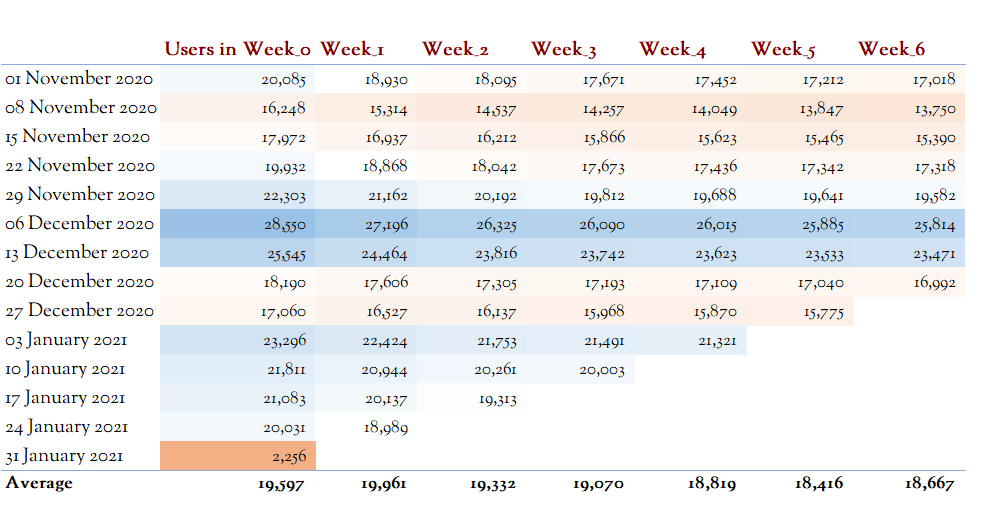 Users in Week_0 Week_1 Week_2 Week_3 Week_4 Week_5 Week_6
01 November 2020 20,085 18,930 18,095 17,671 17,452 17,212 17,018
08 November 2020 16,248 15,314 14,537 14,257 14,049 13,847 13,750
15 November 2020 17,972 16,937 16,212 15,866 15,623 15,465 15,390
22 November 2020 19,932 18,868 18,042 17,673 17,436 17,342 17,318
29 November 2020 22,303 21,162 20,192 19,812 19,688 19,641 19,582
06 December 2020 28,550 27,196 26,325 26,090 26,015 25,885 25,814
13 December 2020 25,545 24,464 23,816 23,742 23,623 23,533 23,471
20 December 2020 18,190 17,606 17,305 17,193 17,109 17,040 16,992
27 December 2020 17,060 16,527 16,137 15,968 15,870 15,775
03 January 2021 23,296 22,424 21,753 21,491 21,321
10 January 2021 21,811 20,944 20,261 20,003
17 January 2021 21,083 20,137 19,313
24 January 2021 20,031 18,989
31 January 2021 2,256
Average 19,597 19,961 19,332 19,070 18,819 18,416 18,667